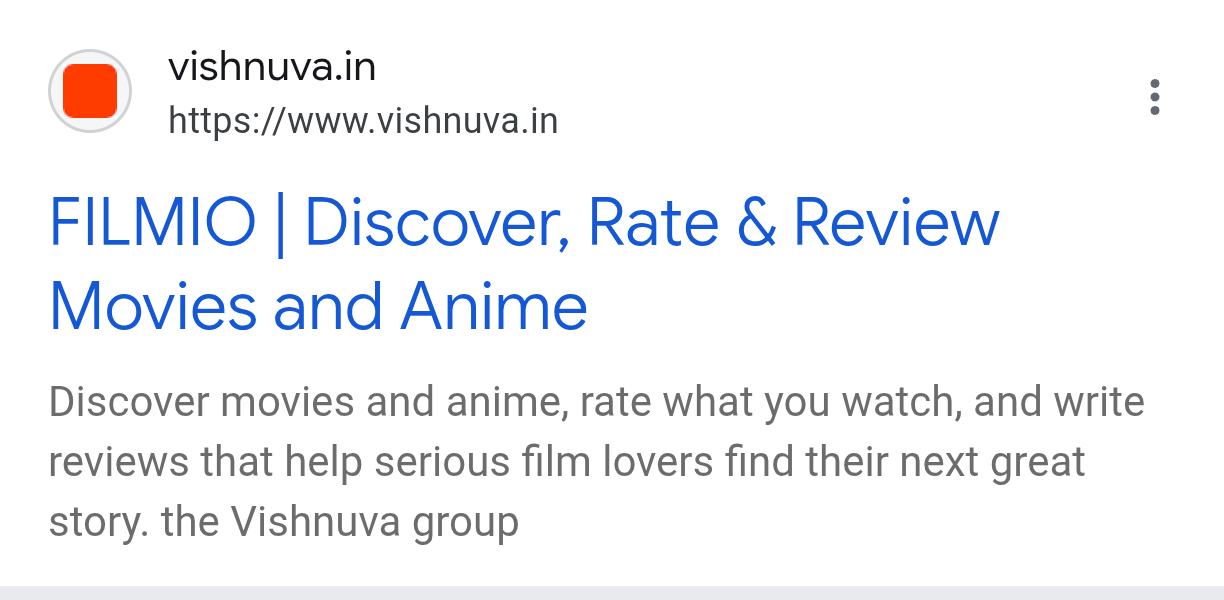 vishnuva.in
https://www.vishnuva.in
FILMIO | Discover, Rate & Review
Movies and Anime
Discover movies and anime, rate what you watch, and write
reviews that help serious film lovers find their next great
story. the Vishnuva group